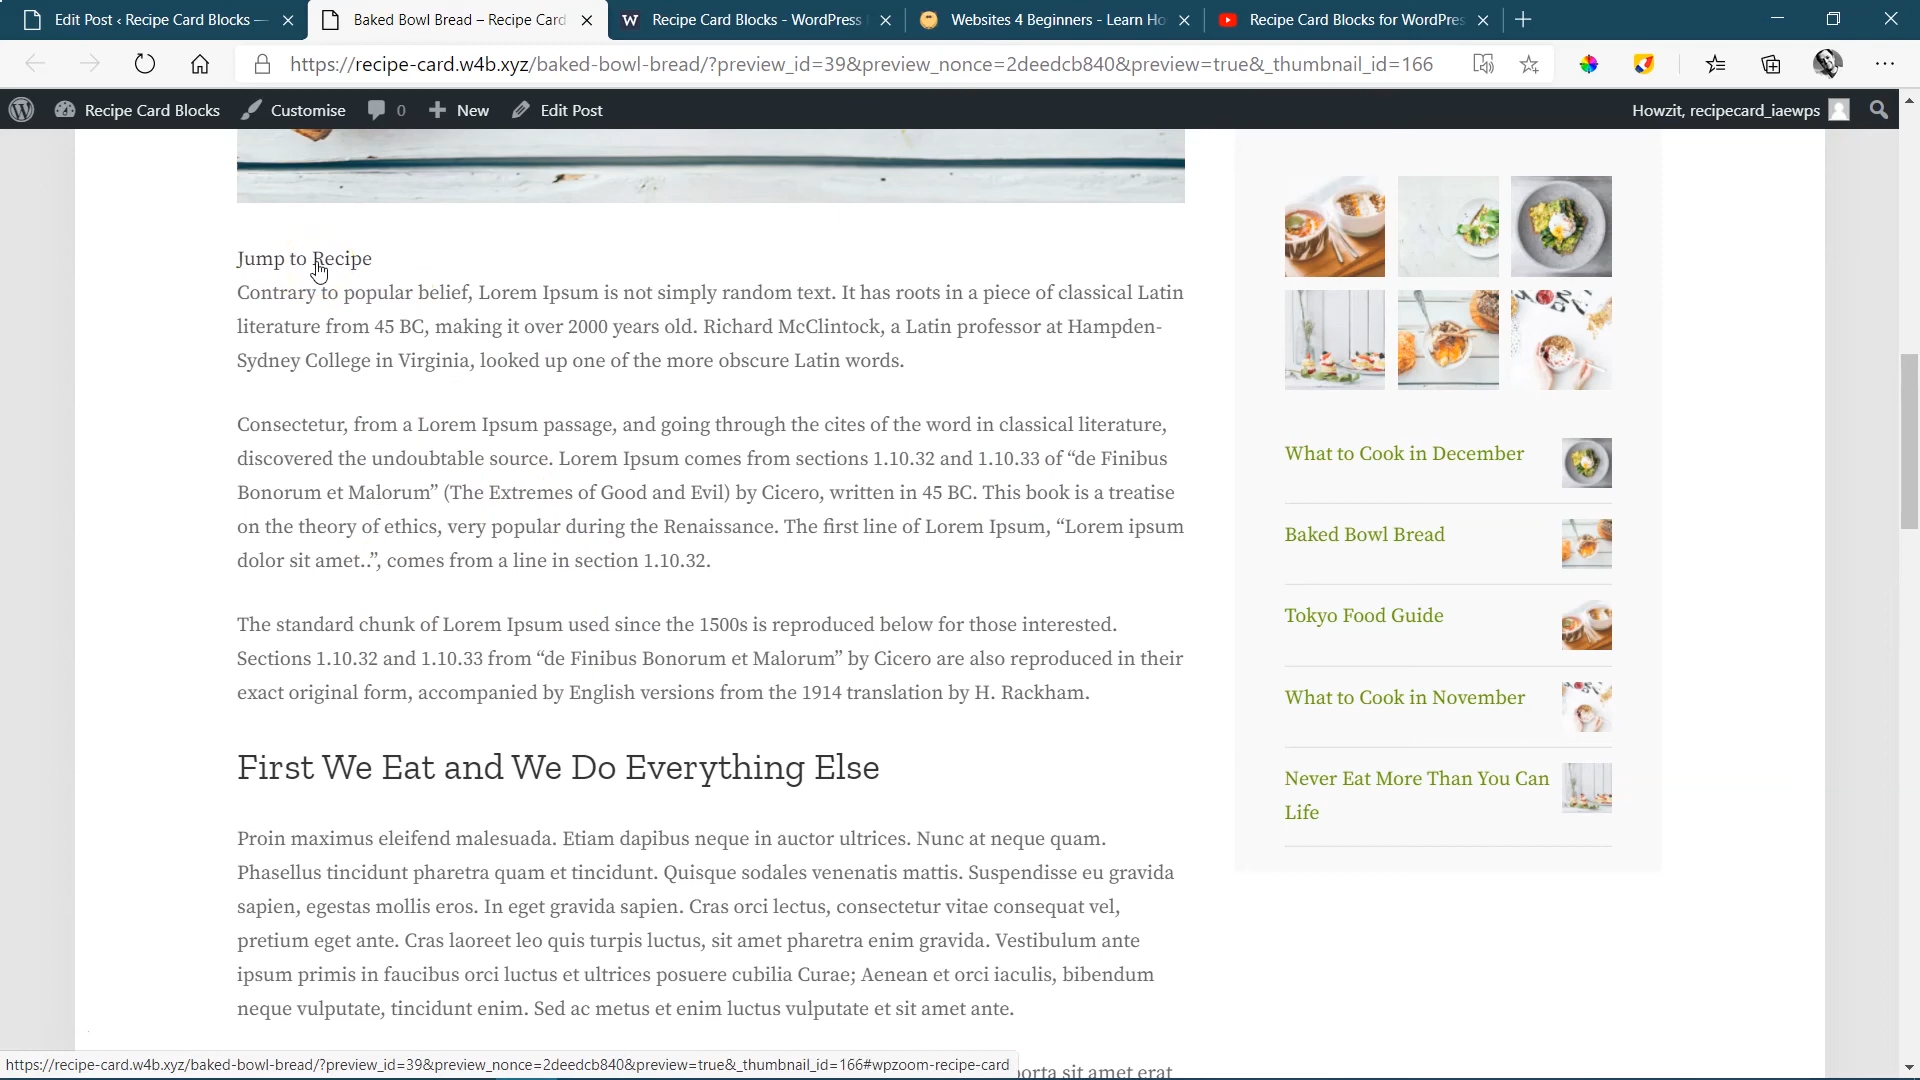 Edit Post ‹ Recipe Card Blocks —
Baked Bowl Bread – Recipe Card
Recipe Card Blocks - WordPress
Websites 4 Beginners - Learn Ho
Recipe Card Blocks for WordPres
https://recipe-card.w4b.xyz/baked-bowl-bread/?preview_id=39&preview_nonce=2deedcb840&preview=true&_thumbnail_id=166
Recipe Card Blocks
Customise
0
New
Edit Post
Howzit, recipecard_iaewps
Jump to Recipe
Contrary to popular belief, Lorem Ipsum is not simply random text. It has roots in a piece of classical Latin
literature from 45 BC, making it over 2000 years old. Richard McClintock, a Latin professor at Hampden-
Sydney College in Virginia, looked up one of the more obscure Latin words.
Consectetur, from a Lorem Ipsum passage, and going through the cites of the word in classical literature,
discovered the undoubtable source. Lorem Ipsum comes from sections 1.10.32 and 1.10.33 of “de Finibus
Bonorum et Malorum” (The Extremes of Good and Evil) by Cicero, written in 45 BC. This book is a treatise
on the theory of ethics, very popular during the Renaissance. The first line of Lorem Ipsum, “Lorem ipsum
dolor sit amet..”, comes from a line in section 1.10.32.
The standard chunk of Lorem Ipsum used since the 1500s is reproduced below for those interested.
Sections 1.10.32 and 1.10.33 from “de Finibus Bonorum et Malorum” by Cicero are also reproduced in their
exact original form, accompanied by English versions from the 1914 translation by H. Rackham.
First We Eat and We Do Everything Else
Proin maximus eleifend malesuada. Etiam dapibus neque in auctor ultrices. Nunc at neque quam.
Phasellus tincidunt pharetra quam et tincidunt. Quisque sodales venenatis mattis. Suspendisse eu gravida
sapien, egestas mollis eros. In eget gravida sapien. Cras orci lectus, consectetur vitae consequat vel,
pretium eget ante. Cras laoreet leo quis turpis luctus, sit amet pharetra enim gravida. Vestibulum ante
ipsum primis in faucibus orci luctus et ultrices posuere cubilia Curae; Aenean et orci iaculis, bibendum
neque vulputate, tincidunt enim. Sed ac metus et enim luctus vulputate et sit amet ante.
porta sit amet erat
What to Cook in December
Baked Bowl Bread
Tokyo Food Guide
What to Cook in November
Never Eat More Than You Can
Life
https://recipe-card.w4b.xyz/baked-bowl-bread/?preview_id=39&preview_nonce=2deedcb840&preview=true&_thumbnail_id=166#wpzoom-recipe-card